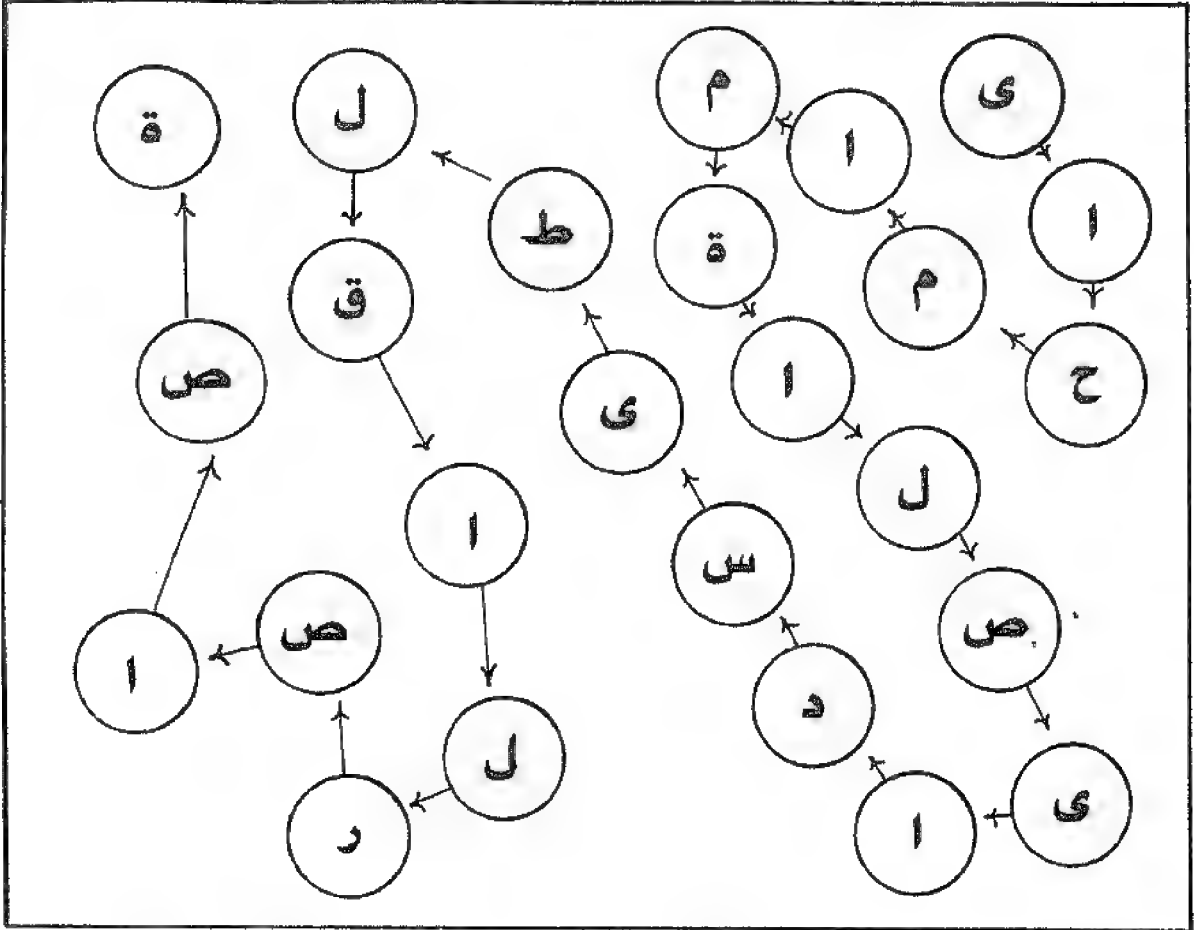 ى
ا
ح
م
ا
م
ة
ا
ل
ص
ى
ا
د
س
ى
ط
ل
ق
ا
ل
ر
ص
ا
ص
ة